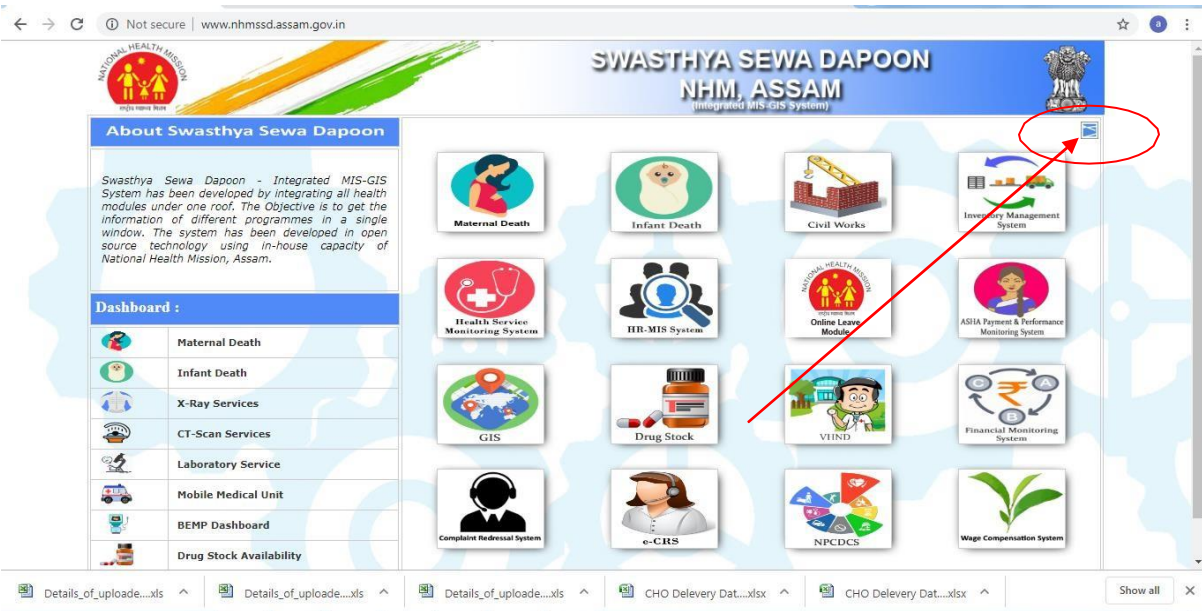 Not secure | www.nhmssd.assam.gov.in
a
NATIONAL HEALTH MISSION
राष्ट्रीय स्वास्थ्य मिशन
SWASTHYA SEWA DAPOON
NHM, ASSAM
(Integrated MIS-GIS System)
About Swasthya Sewa Dapoon
Swasthya Sewa Dapoon - Integrated MIS-GIS
System has been developed by integrating all health
modules under one roof. The Objective is to get the
information of different programmes in a single
window. The system has been developed in open
source technology using in-house capacity of
National Health Mission, Assam.
Dashboard :
Maternal Death
Infant Death
X-Ray Services
CT-Scan Services
Laboratory Service
Mobile Medical Unit
BEMP Dashboard
Drug Stock Availability
Maternal Death
Infant Death
Civil Works
Inventory Management
System
Health Service
Monitoring System
HR-MIS System
NATIONAL HEALTH MISSION
Online Leave
Module
ASHA Payment & Performance
Monitoring System
GIS
Drug Stock
VHND
C ₹ A
B
Financial Monitoring
System
Complaint Redressal System
e-CRS
NPCDCS
Wage Compensation System
Details_of_uploade....xls
Details_of_uploade....xls
Details_of_uploade....xls
CHO Delevery Dat....xlsx
CHO Delevery Dat....xlsx
Show all